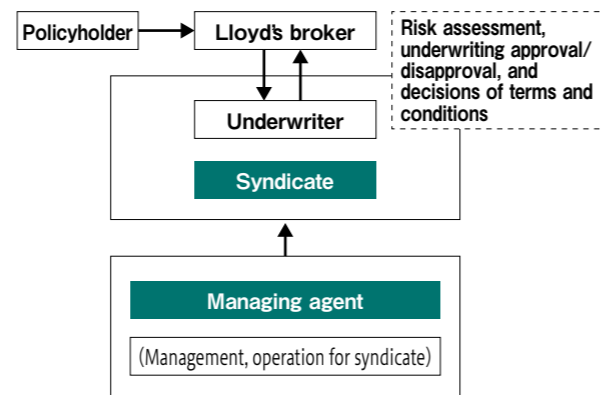 Policyholder
Lloyd's broker
Risk assessment,
underwriting approval/
disapproval, and
decisions of terms and
conditions
Underwriter
Syndicate
Managing agent
(Management, operation for syndicate)